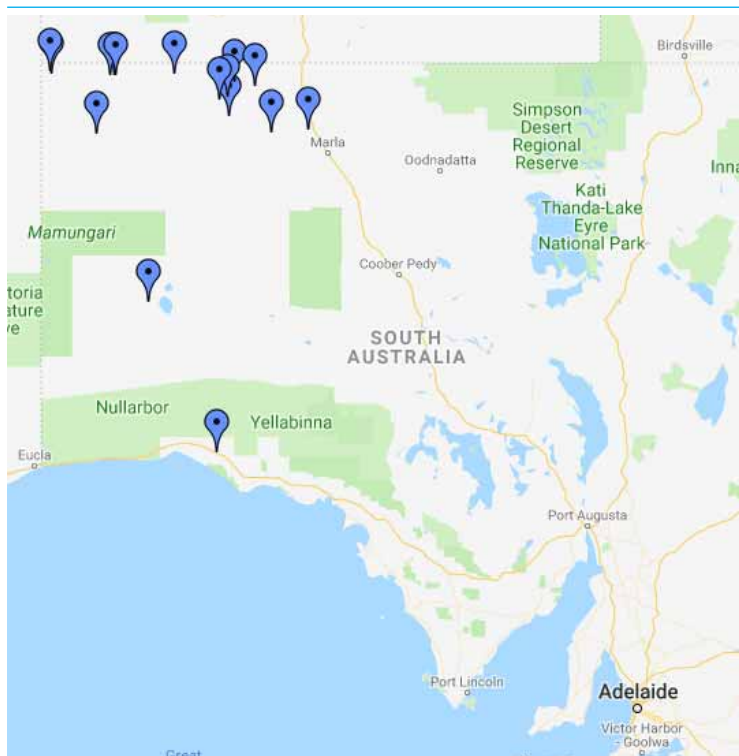 Birdsville
Simpson
Desert
Regional
Reserve
Marla
Oodnadatta
Inna
Kati
Thanda-Lake
Eyre
National Park
Mamungari
Coober Pedy
toria
ature
ve
SOUTH
AUSTRALIA
Nullarbor
Yellabinna
Eucla
Port Augusta
Port Lincoln
Adelaide
Victor Harbor
- Goolwa
Great